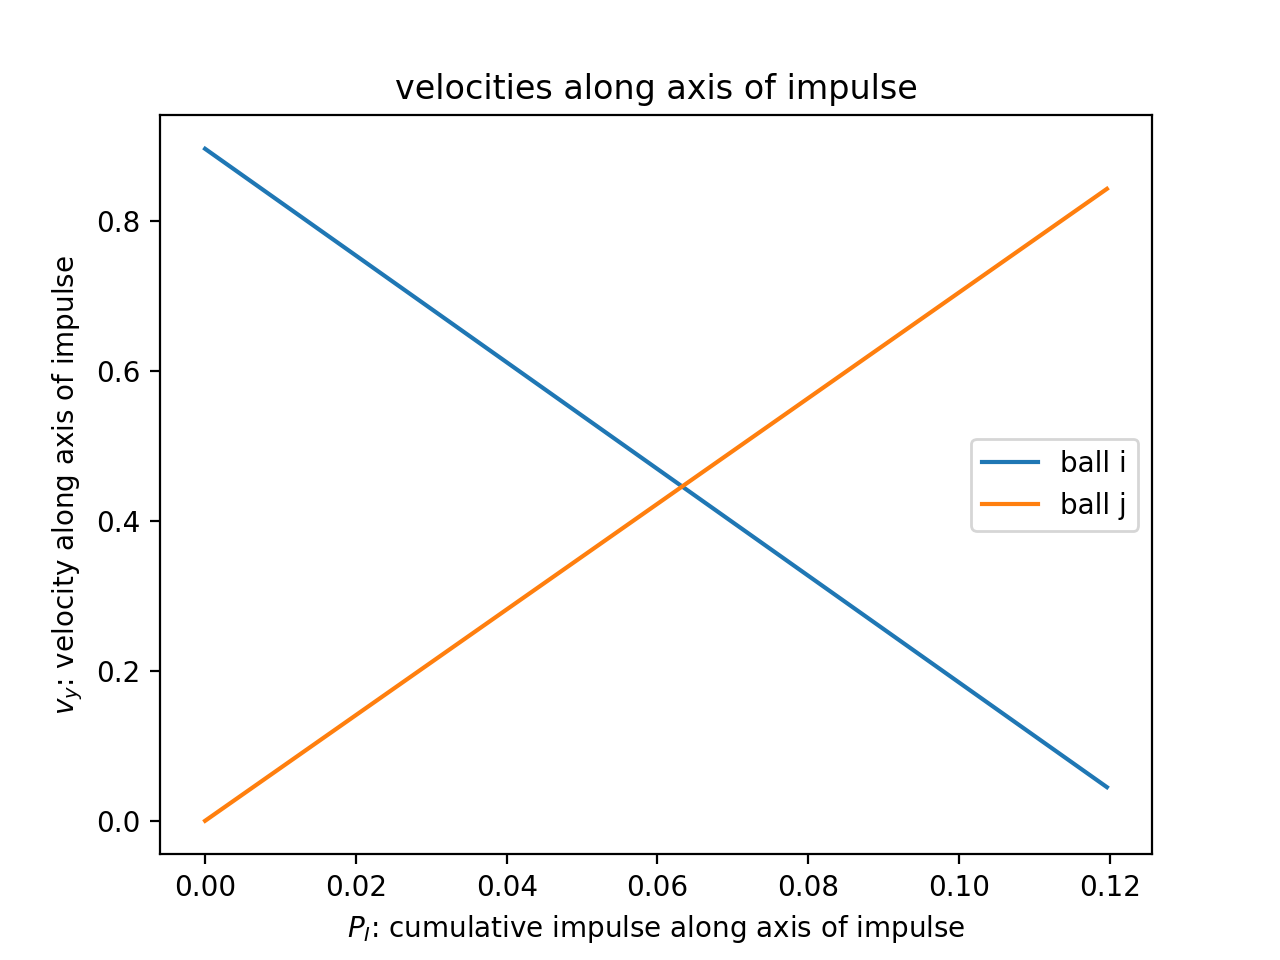 velocities along axis of impulse
v_y: velocity along axis of impulse
0.8
0.6
0.4
0.2
0.0
ball i
ball j
0.00 0.02 0.04 0.06 0.08 0.10 0.12
P_I: cumulative impulse along axis of impulse